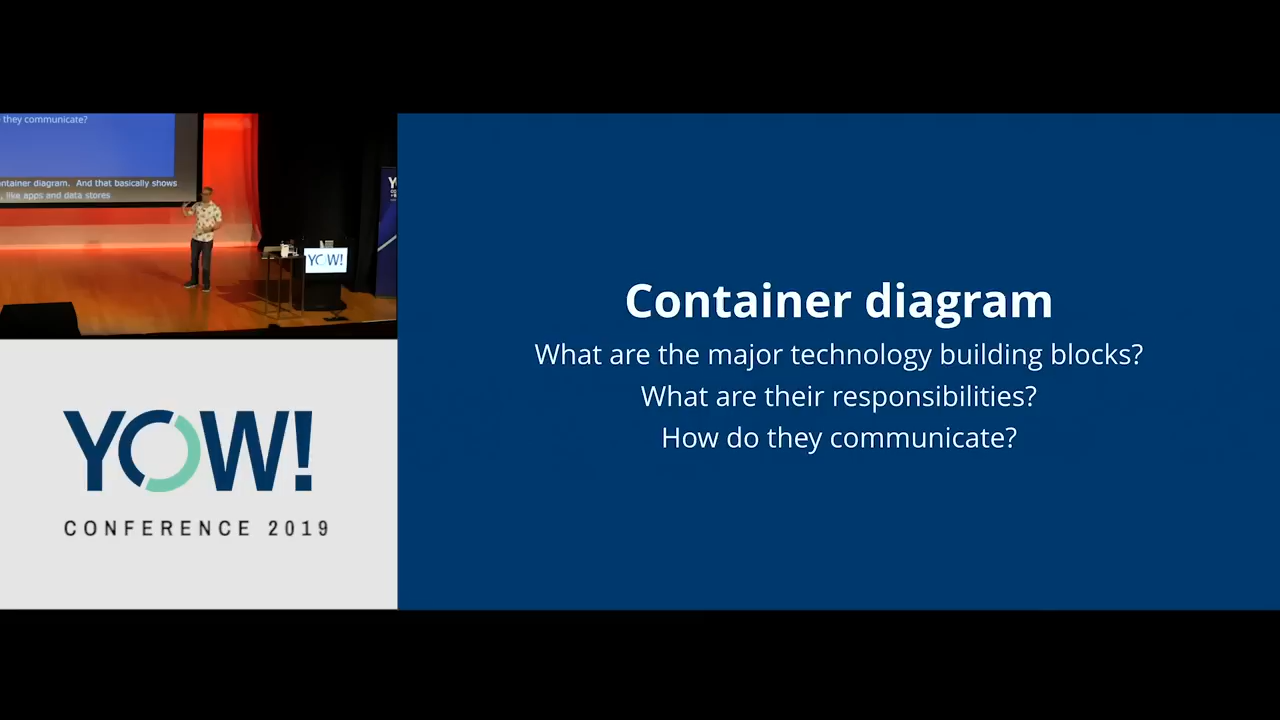 they communicate?
ntainer diagram. And that basically shows
, like apps and data stores
YOW!
YOW!
CONFERENCE 2019
Container diagram
What are the major technology building blocks?
What are their responsibilities?
How do they communicate?